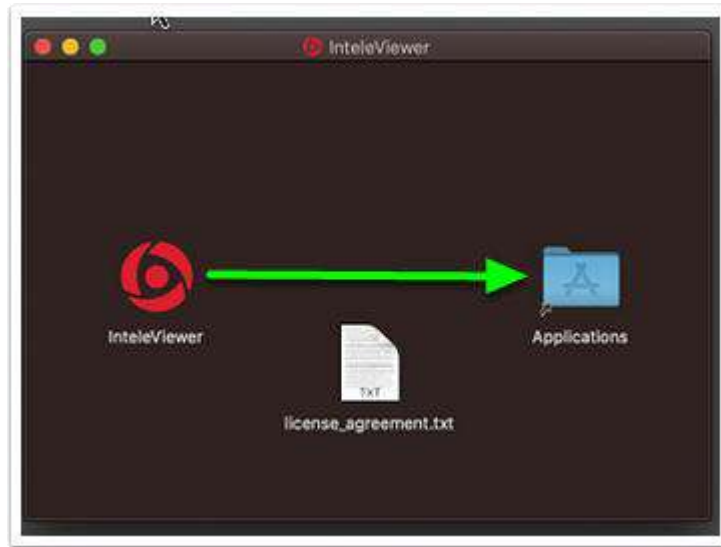 InteleViewer
InteleViewer
Applications
TXT
license_agreement.txt